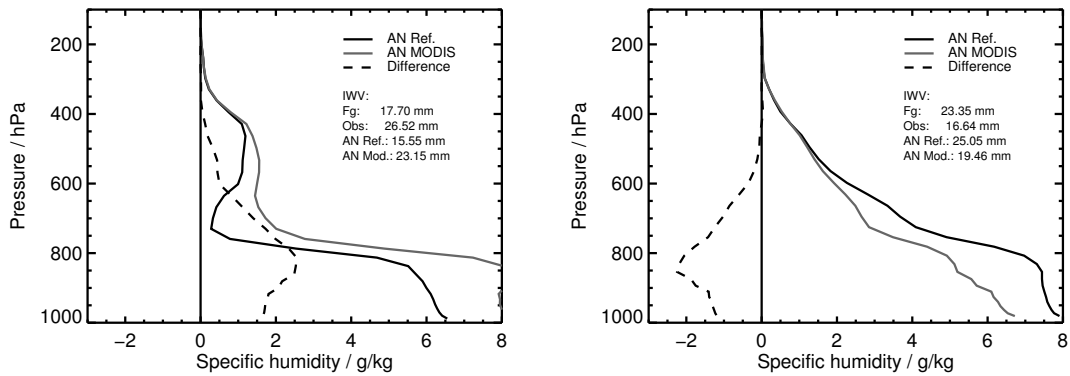 200
400
600
800
1000
Pressure / hPa
−2
0
2
4
6
8
Specific humidity / g/kg
AN Ref.
AN MODIS
Difference
IWV:
Fg: 17.70 mm
Obs: 26.52 mm
AN Ref.: 15.55 mm
AN Mod.: 23.15 mm
200
400
600
800
1000
Pressure / hPa
−2
0
2
4
6
8
Specific humidity / g/kg
AN Ref.
AN MODIS
Difference
IWV:
Fg: 23.35 mm
Obs: 16.64 mm
AN Ref.: 25.05 mm
AN Mod.: 19.46 mm